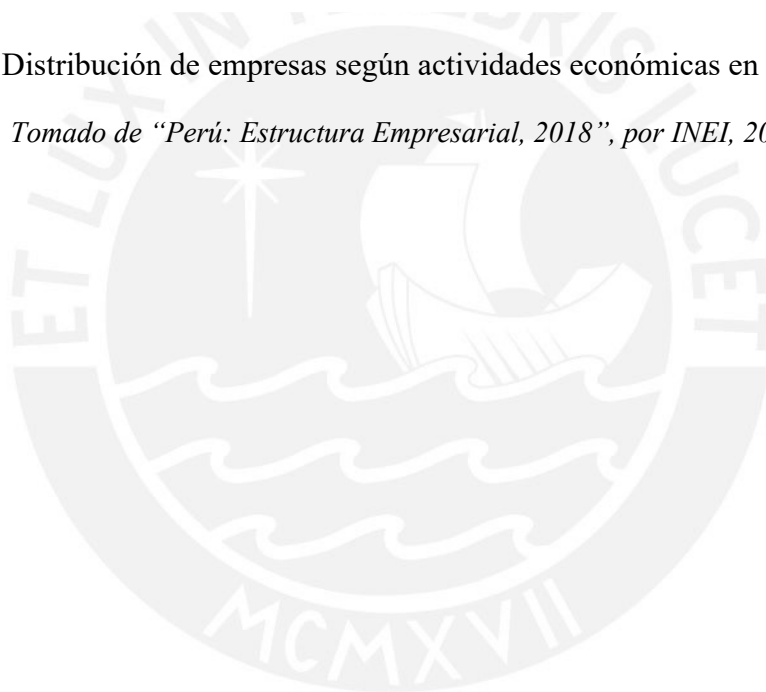 Distribución de empresas según actividades económicas en
Tomado de “Perú: Estructura Empresarial, 2018”, por INEI, 20
ET LUX IN TENEBRIS LUCET
MCMXVII